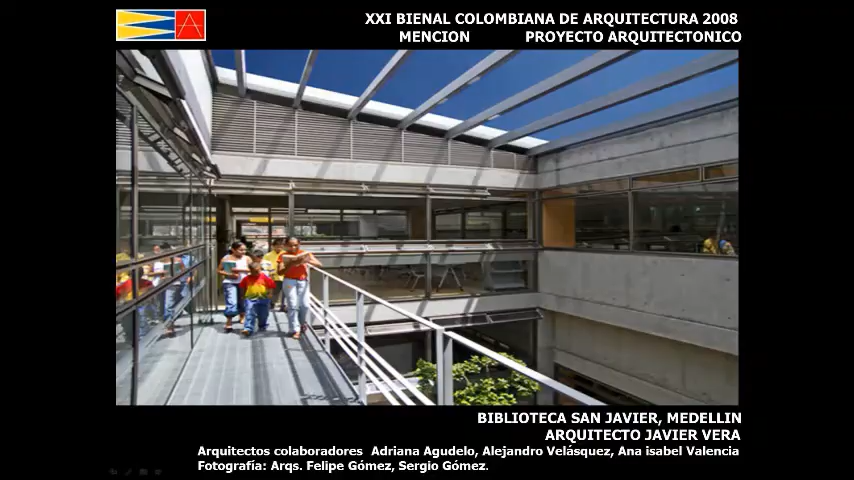 XXI BIENAL COLOMBIANA DE ARQUITECTURA 2008
MENCION PROYECTO ARQUITECTONICO
BIBLIOTECA SAN JAVIER, MEDELLIN
ARQUITECTO JAVIER VERA
Arquitectos colaboradores Adriana Agudelo, Alejandro Velásquez, Ana isabel Valencia
Fotografía: Arqs. Felipe Gómez, Sergio Gómez.